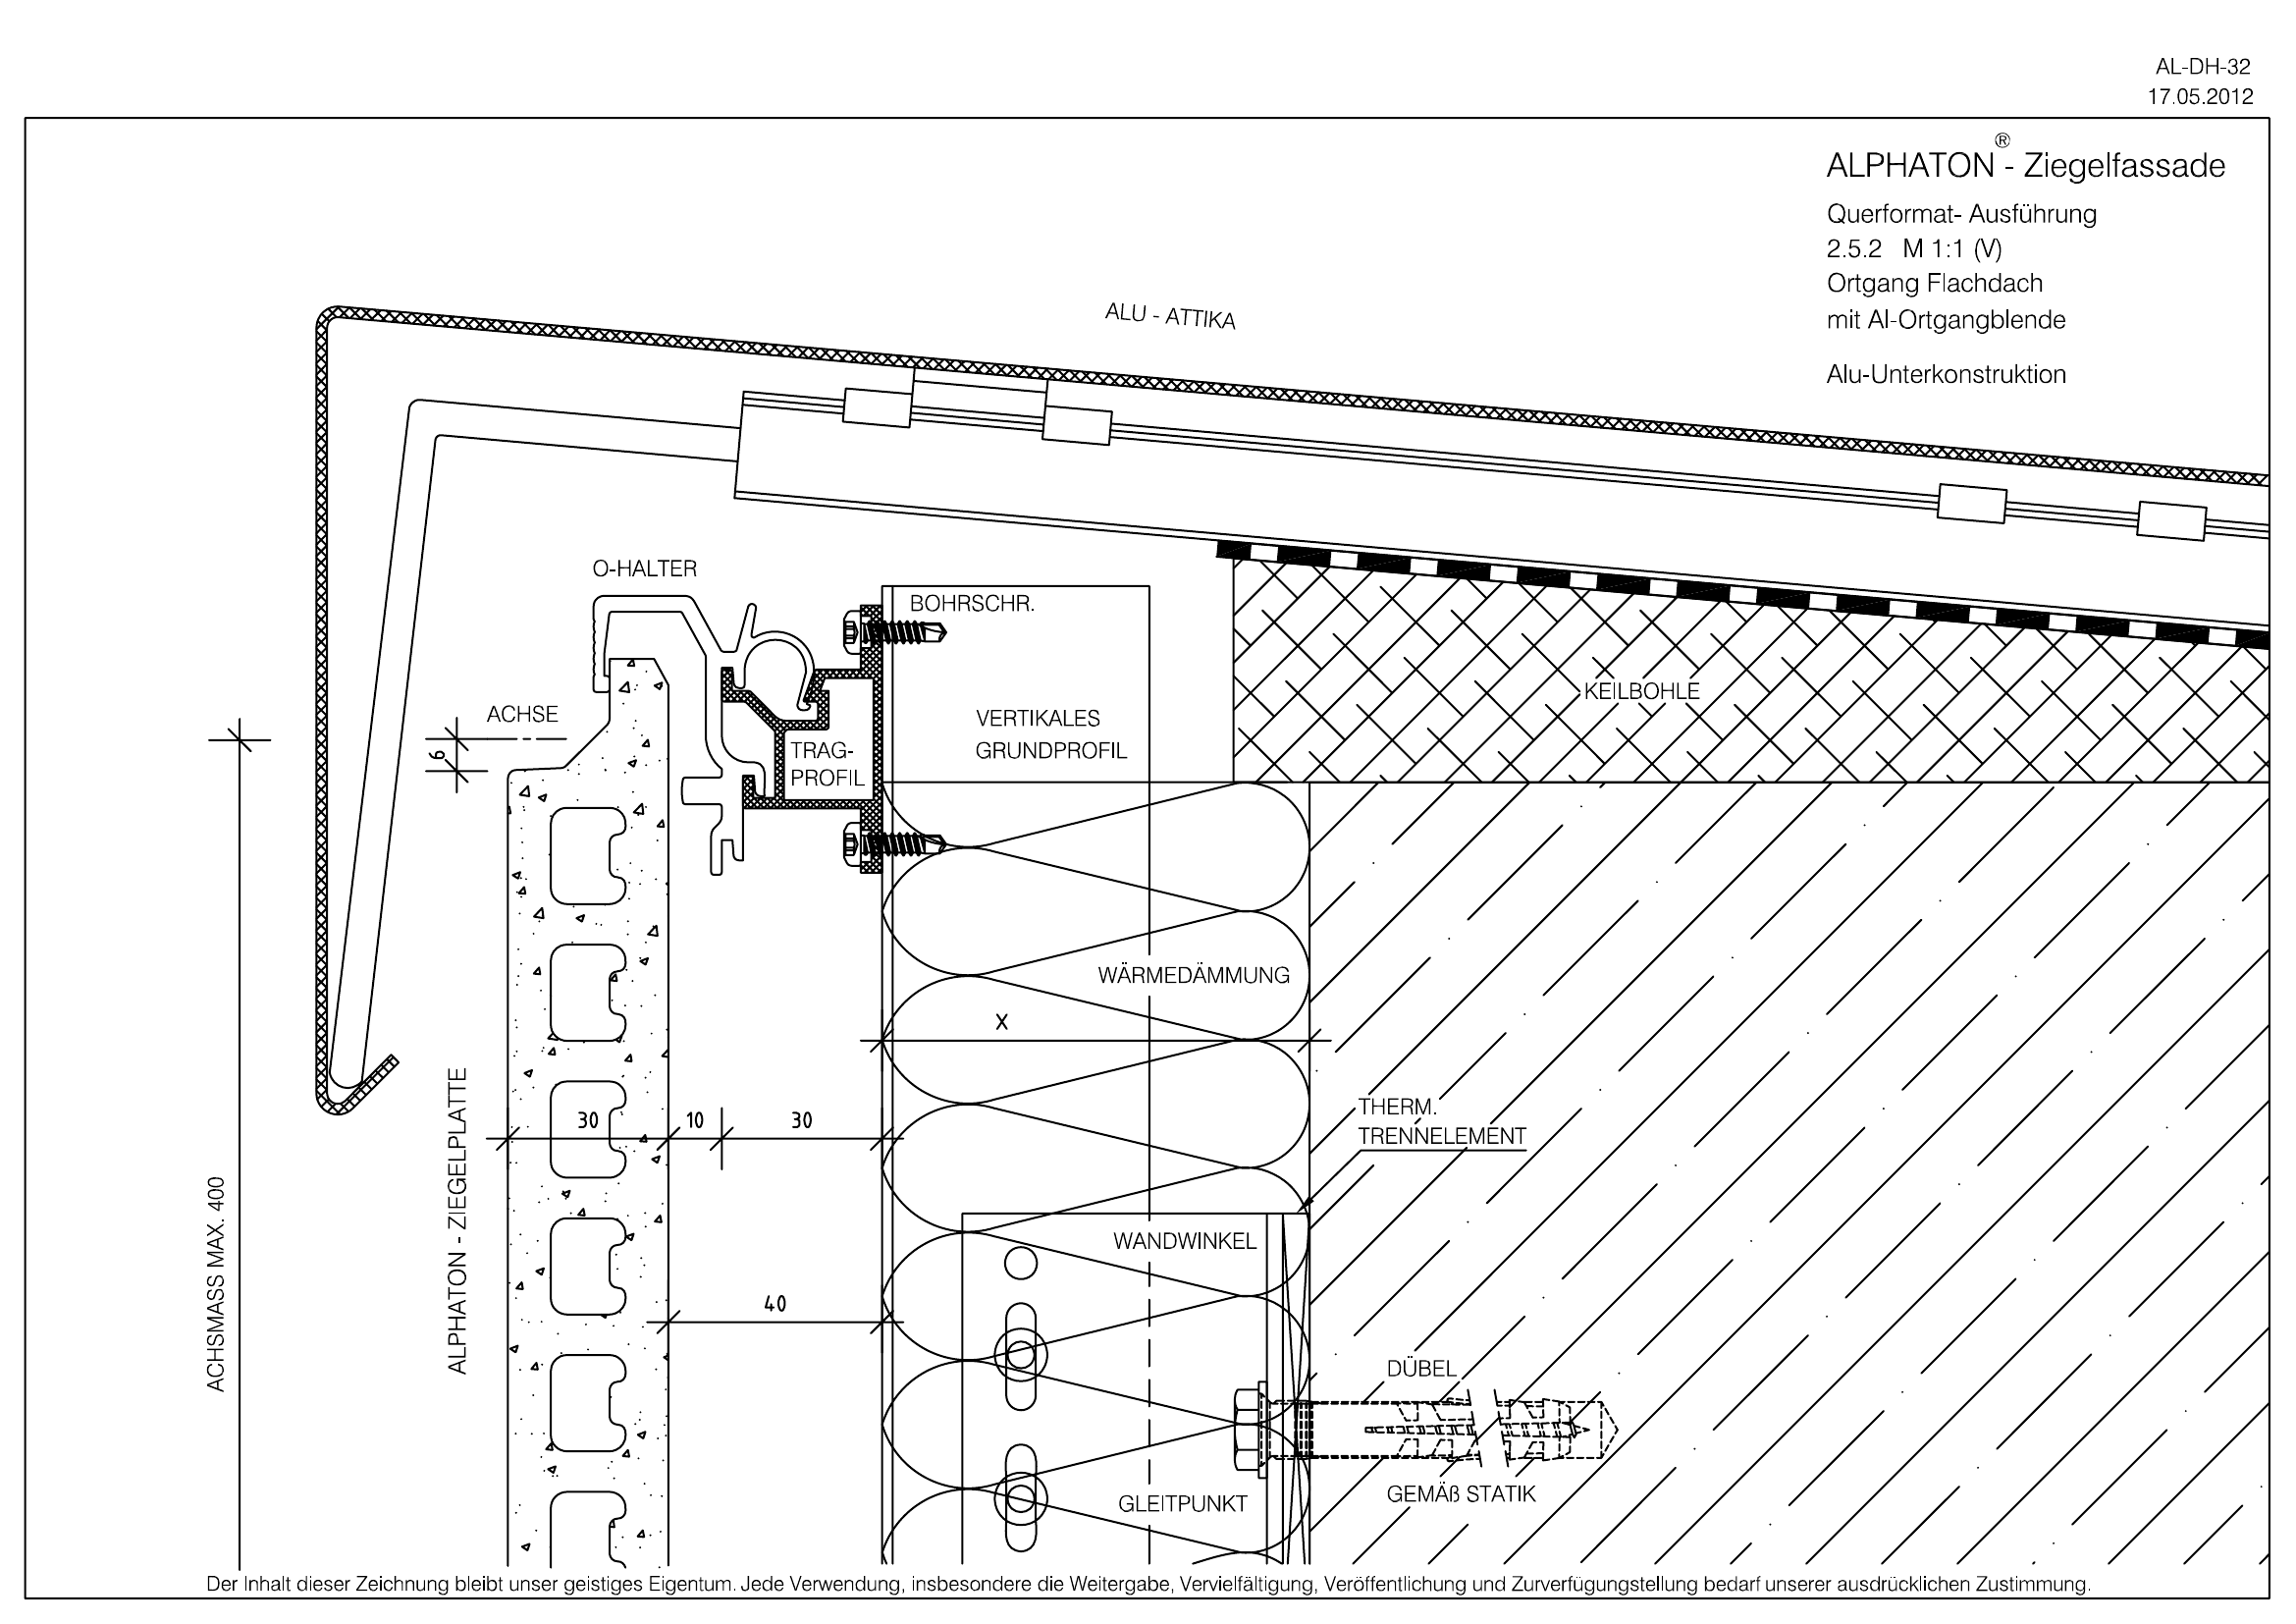 AL-DH-32
17.05.2012
ALPHATON® - Ziegelfassade
Querformat- Ausführung
2.5.2 M 1:1 (V)
Ortgang Flachdach
mit Al-Ortgangblende
Alu-Unterkonstruktion
ALU - ATTIKA
O-HALTER
BOHRSCHR.
KEILBOHLE
ACHSE
VERTIKALES
GRUNDPROFIL
6
TRAG-
PROFIL
WÄRMEDÄMMUNG
X
THERM.
TRENNELEMENT
30
10
30
ALPHATON - ZIEGELPLATTE
ACHSMASS MAX. 400
WANDWINKEL
40
DÜBEL
GEMÄß STATIK
GLEITPUNKT
Der Inhalt dieser Zeichnung bleibt unser geistiges Eigentum. Jede Verwendung, insbesondere die Weitergabe, Vervielfältigung, Veröffentlichung und Zurverfügungstellung bedarf unserer ausdrücklichen Zustimmung.